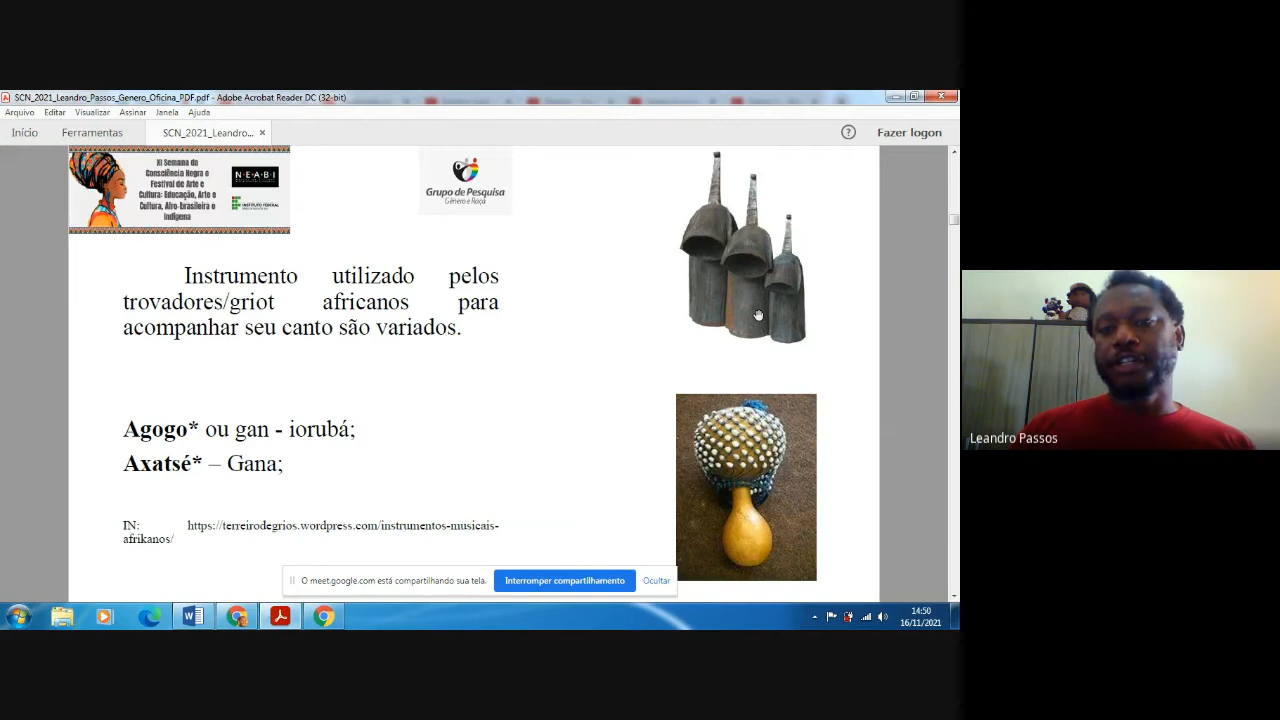 SCN_2021_Leandro_Passos_Genero_Oficina_PDF.pdf - Adobe Acrobat Reader DC (32-bit)
Arquivo Editar Visualizar Assinar Janela Ajuda
Início Ferramentas SCN_2021_Leandro... × ? Fazer logon
XI Semana da
Consciência Negra e
Festival de Arte e
Cultura: Educação, Arte e
Cultura, Afro-brasileira e
Indígena
NEABI
INSTITUTO FEDERAL
Grupo de Pesquisa
Gênero e Raça
Instrumento utilizado pelos
trovadores/griot africanos para
acompanhar seu canto são variados.
Agogo* ou gan - iorubá;
Axatsé* – Gana;
IN: https://terreirodegrios.wordpress.com/instrumentos-musicais-
afrikanos/
O meet.google.com está compartilhando sua tela. Interromper compartilhamento Ocultar
14:50
16/11/2021
Leandro Passos